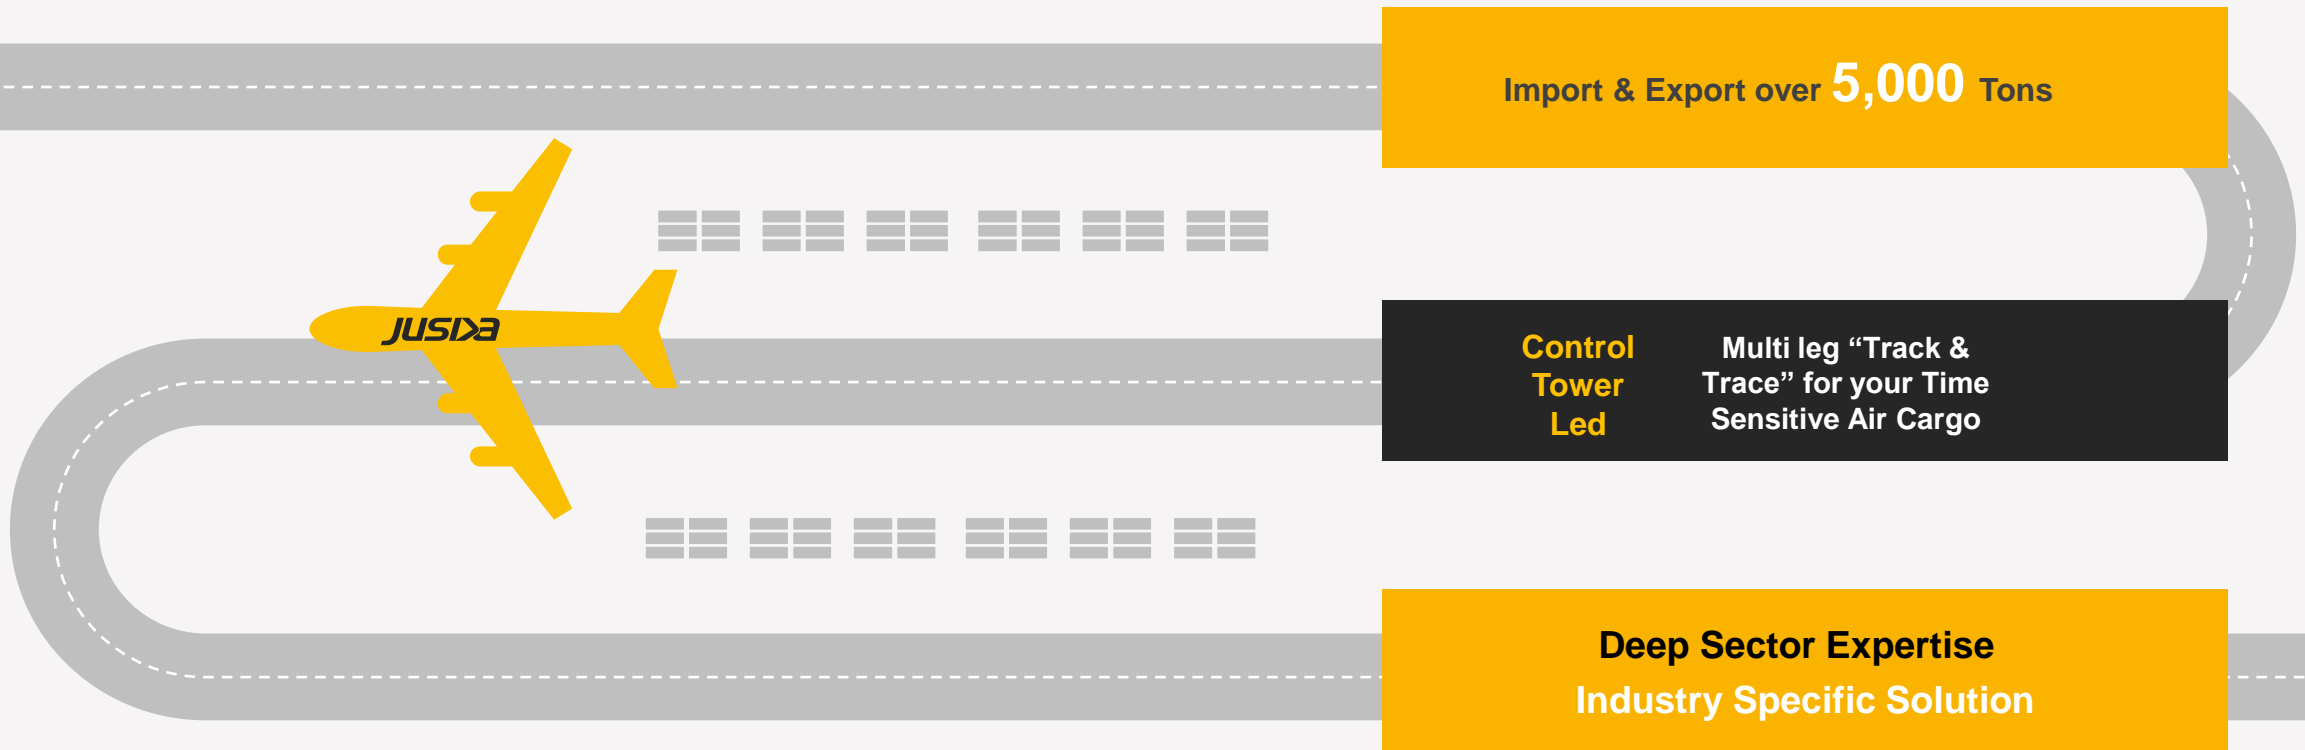 Import & Export over 5,000 Tons
JUSDA
Control
Tower
Led
Multi leg “Track &
Trace” for your Time
Sensitive Air Cargo
Deep Sector Expertise
Industry Specific Solution